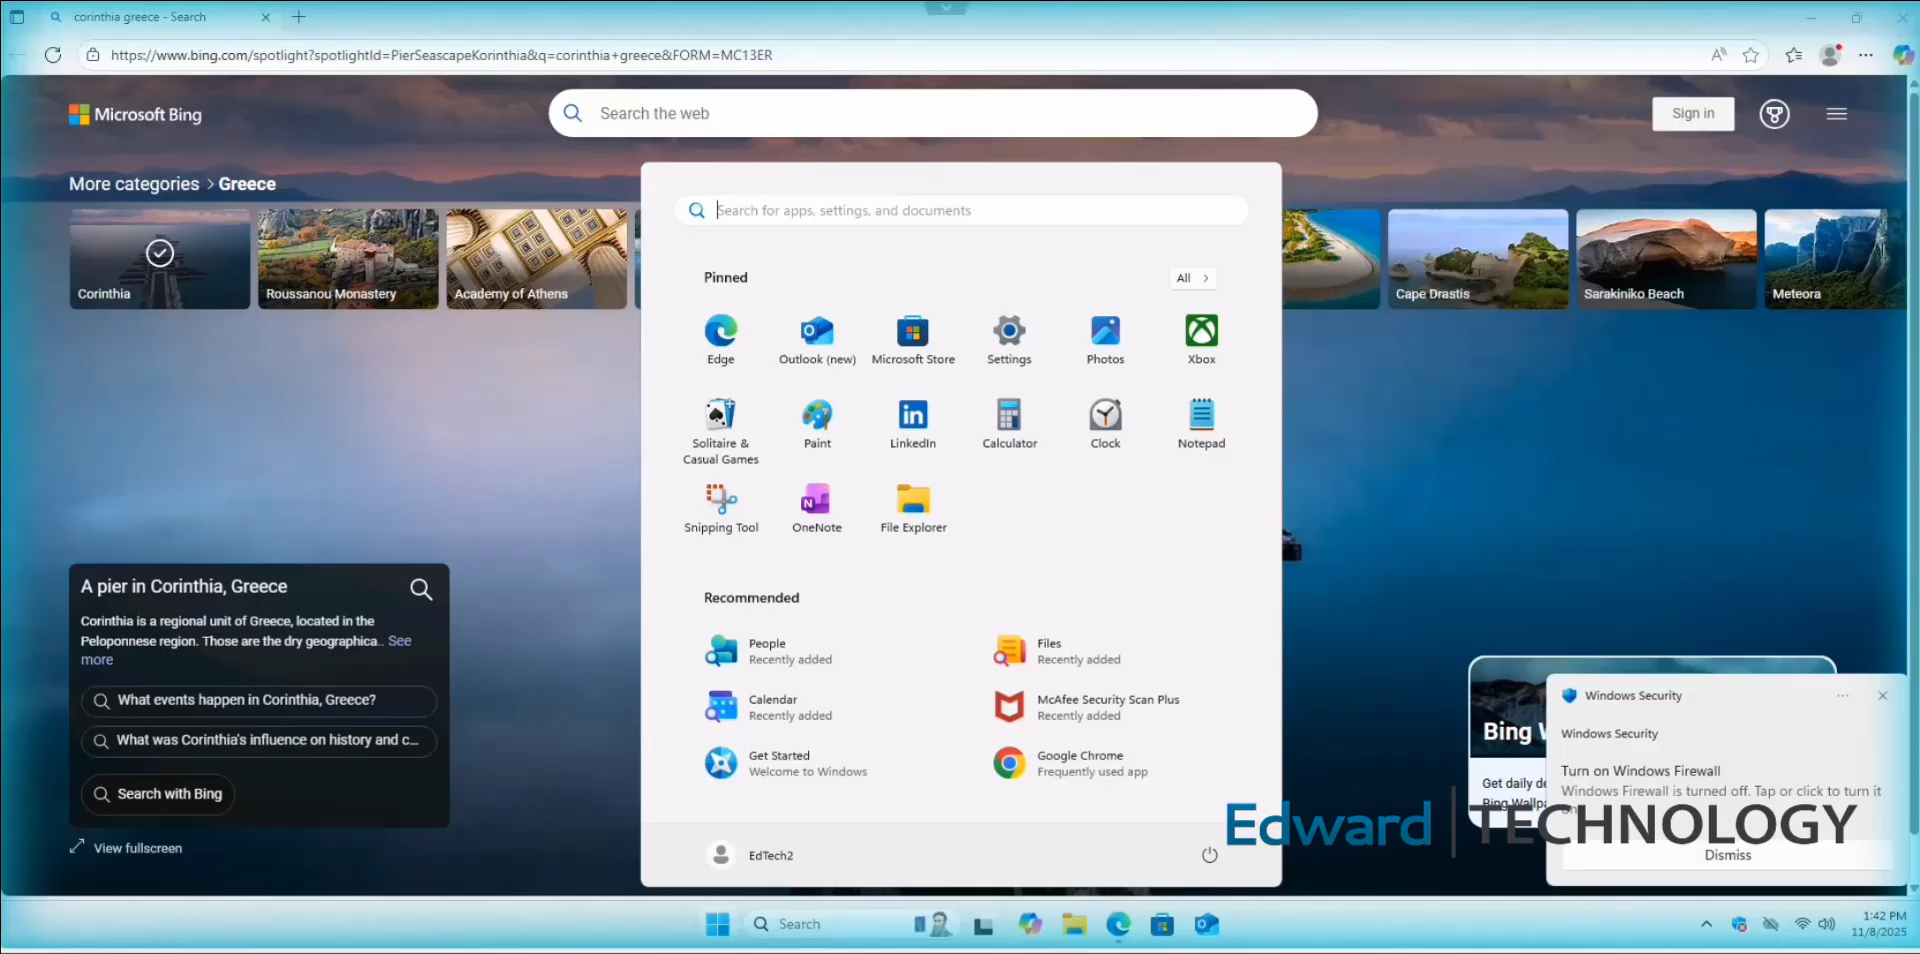 corinthia greece - Search
https://www.bing.com/spotlight?spotlightId=PierSeascapeKorinthia&q=corinthia+greece&FORM=MC13ER
Microsoft Bing
Search the web
Sign in
More categories > Greece
Corinthia
Roussanou Monastery
Academy of Athens
Cape Drastis
Sarakiniko Beach
Meteora
Search for apps, settings, and documents
Pinned
All >
Edge
Outlook (new)
Microsoft Store
Settings
Photos
Xbox
Solitaire &
Casual Games
Paint
LinkedIn
Calculator
Clock
Notepad
Snipping Tool
OneNote
File Explorer
Recommended
People
Recently added
Files
Recently added
Calendar
Recently added
McAfee Security Scan Plus
Recently added
Get Started
Welcome to Windows
Google Chrome
Frequently used app
EdTech2
A pier in Corinthia, Greece
Corinthia is a regional unit of Greece, located in the
Peloponnese region. Those are the dry geographica.. See
more
What events happen in Corinthia, Greece?
What was Corinthia's influence on history and c...
Search with Bing
View fullscreen
Bing
Get daily
Bing
Windows Security
Windows Security
Turn on Windows Firewall
Windows Firewall is turned off. Tap or click to turn it
on.
Dismiss
Edward | TECHNOLOGY
Search
1:42 PM
11/8/2025